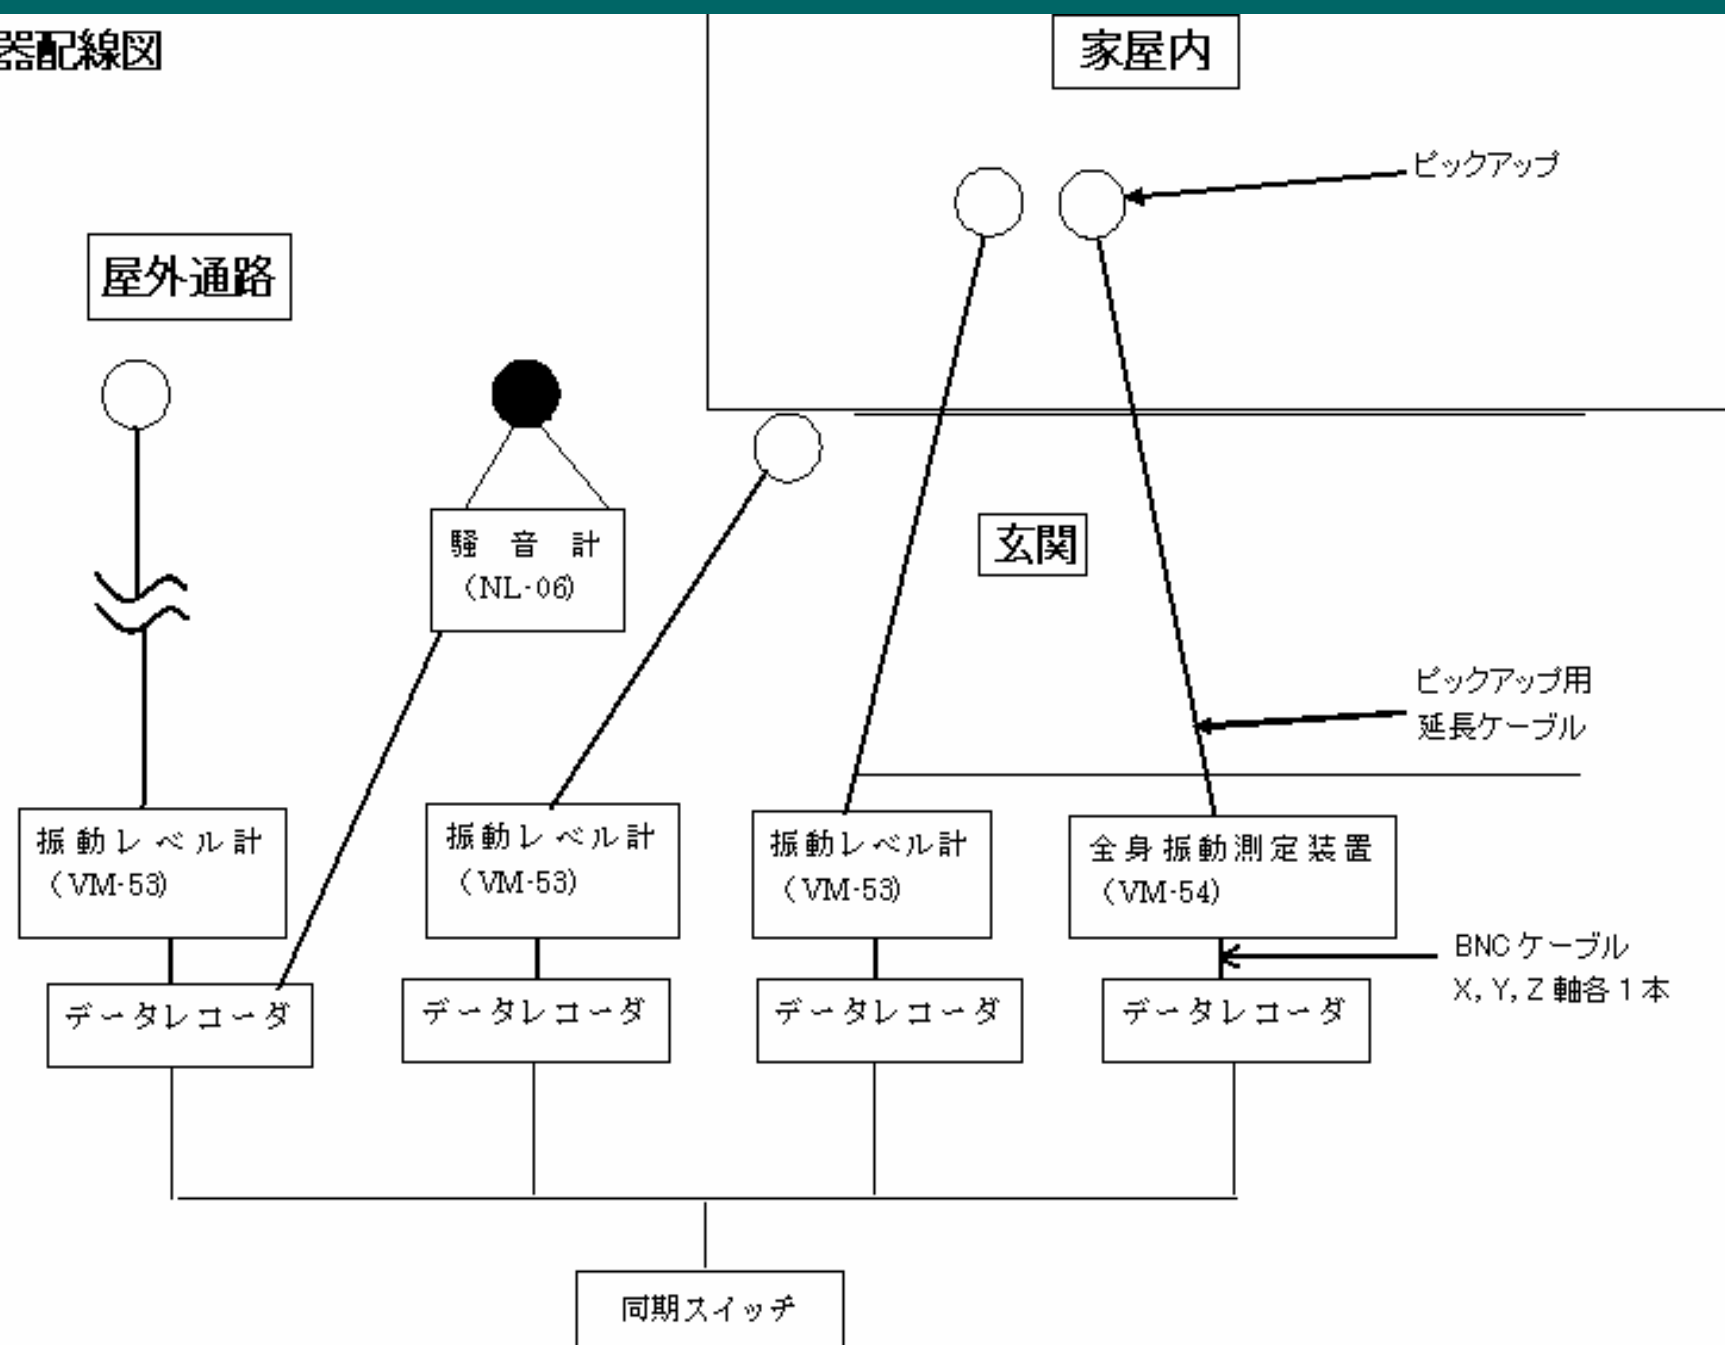 器配線図
家屋内
ピックアップ
屋外通路
騒音計
（NL-06）
玄関
ピックアップ用
延長ケーブル
振動レベル計
（VM-53）
振動レベル計
（VM-53）
振動レベル計
（VM-53）
全身振動測定装置
（VM-54）
BNCケーブル
X, Y, Z 軸各1本
データレコーダ
データレコーダ
データレコーダ
データレコーダ
同期スイッチ